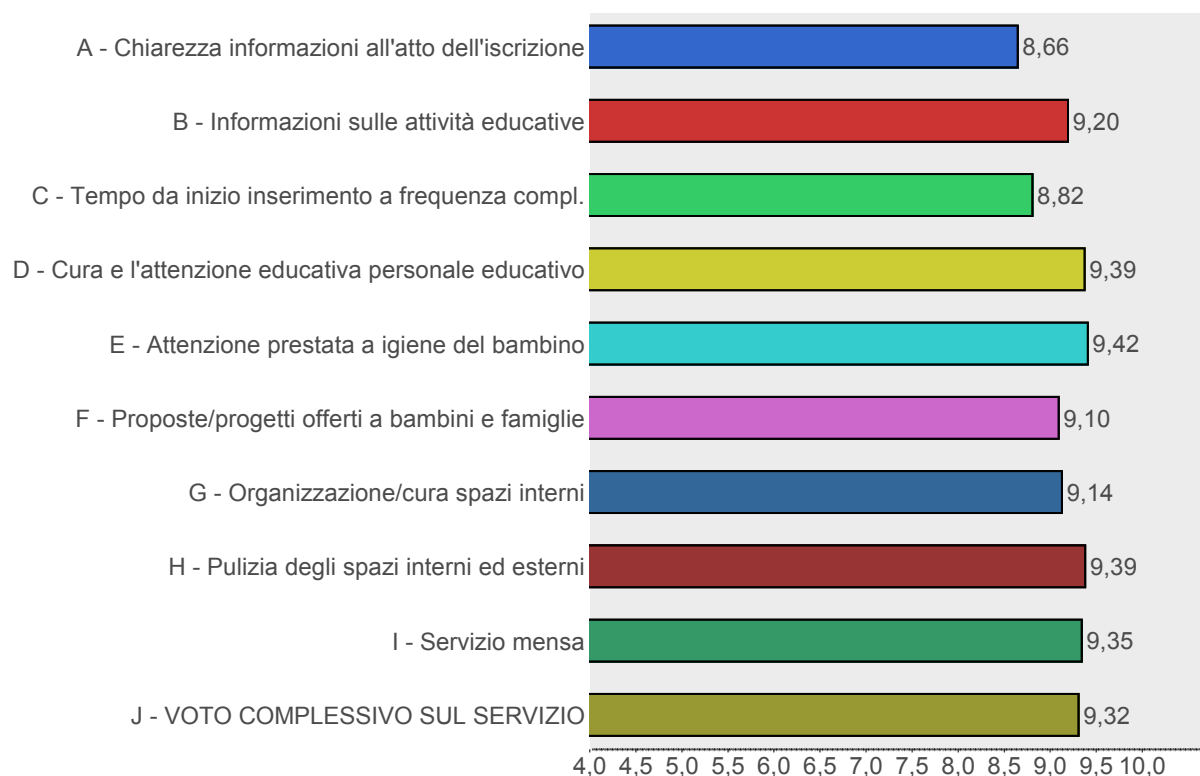 A - Chiarezza informazioni all'atto dell'iscrizione 8,66
B - Informazioni sulle attività educative 9,20
C - Tempo da inizio inserimento a frequenza compl. 8,82
D - Cura e l'attenzione educativa personale educativo 9,39
E - Attenzione prestata a igiene del bambino 9,42
F - Proposte/progetti offerti a bambini e famiglie 9,10
G - Organizzazione/cura spazi interni 9,14
H - Pulizia degli spazi interni ed esterni 9,39
I - Servizio mensa 9,35
J - VOTO COMPLESSIVO SUL SERVIZIO 9,32
4,0 4,5 5,0 5,5 6,0 6,5 7,0 7,5 8,0 8,5 9,0 9,5 10,0